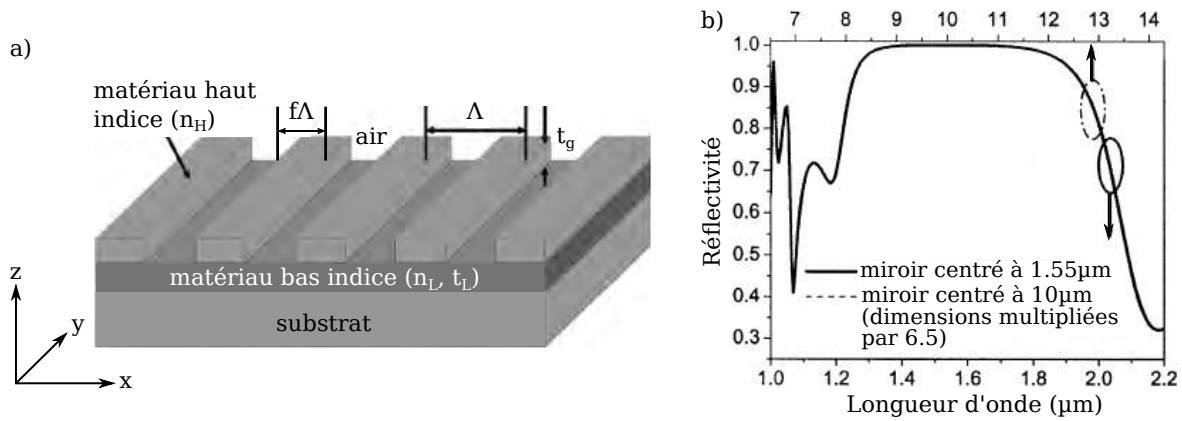 a)
matériau haut
indice (n_H)
fΛ
air
Λ
t_g
matériau bas indice (n_L, t_L)
substrat
z
y
x
b)
7 8 9 10 11 12 13 14
Réflectivité
1.0
0.9
0.8
0.7
0.6
0.5
0.4
0.3
miroir centré à 1.55µm
miroir centré à 10µm
(dimensions multipliées
par 6.5)
1.0 1.2 1.4 1.6 1.8 2.0 2.2
Longueur d'onde (µm)